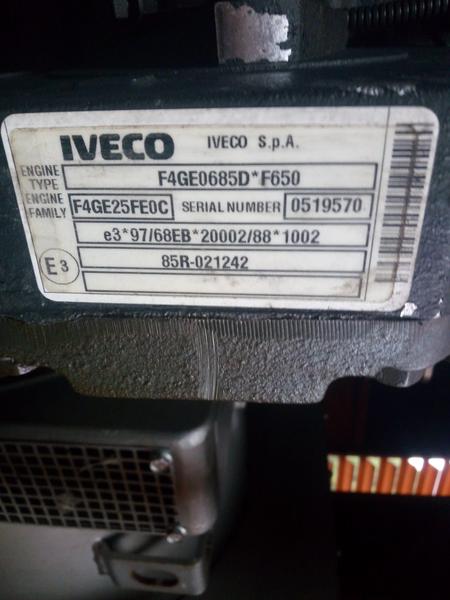 IVECO IVECO S.p.A.
ENGINE TYPE F4GE0685D*F650
ENGINE FAMILY F4GE25FE0C SERIAL NUMBER 0519570
e3*97/68EB*20002/88*1002
E3 85R-021242